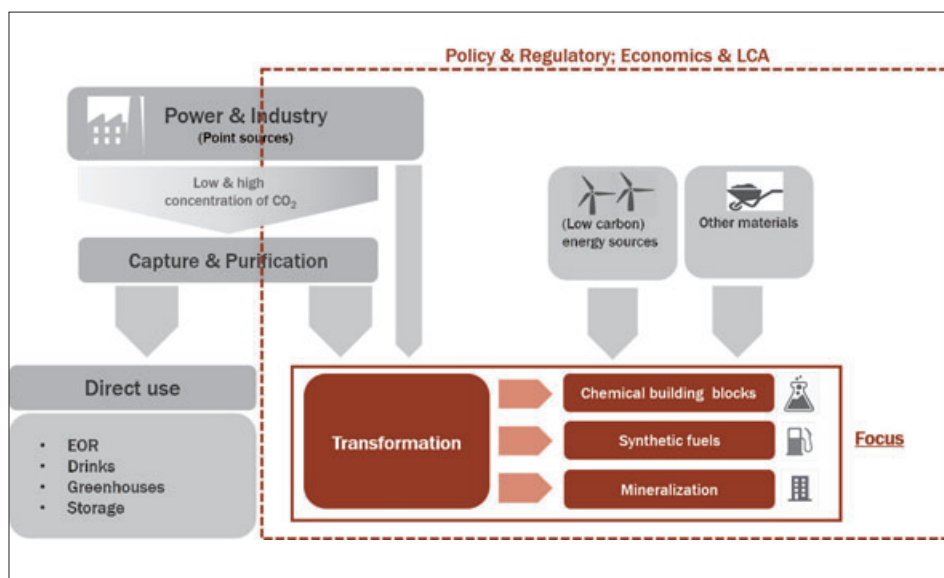 Policy & Regulatory; Economics & LCA
Power & Industry
(Point sources)
Low & high
concentration of CO₂
(Low carbon)
energy sources
Other materials
Capture & Purification
Direct use
• EOR
• Drinks
• Greenhouses
• Storage
Transformation
Chemical building blocks
Synthetic fuels
Mineralization
Focus